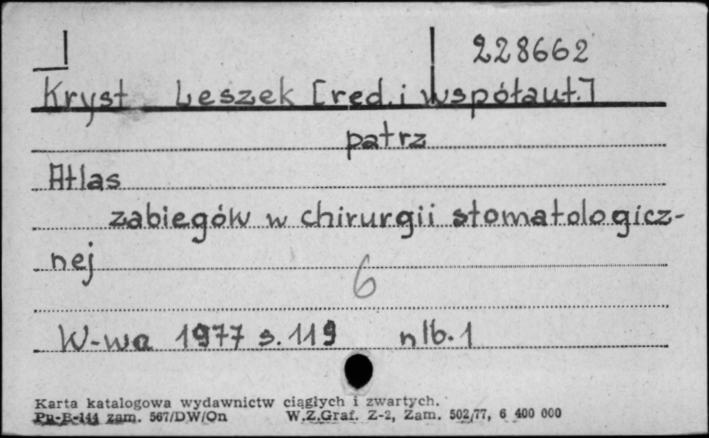 228662
Kryst Leszek [red. i współaut.]
patrz
Atlas
zabiegów w chirurgii stomatologicz-
nej
6
W-wa 1977 s. 119 nlb. 1
Karta katalogowa wydawnictw ciągłych i zwartych.
Pu-B-144 zam. 567/DW/On W.Z.Graf. Z-2, Zam. 502/77, 6 400 000